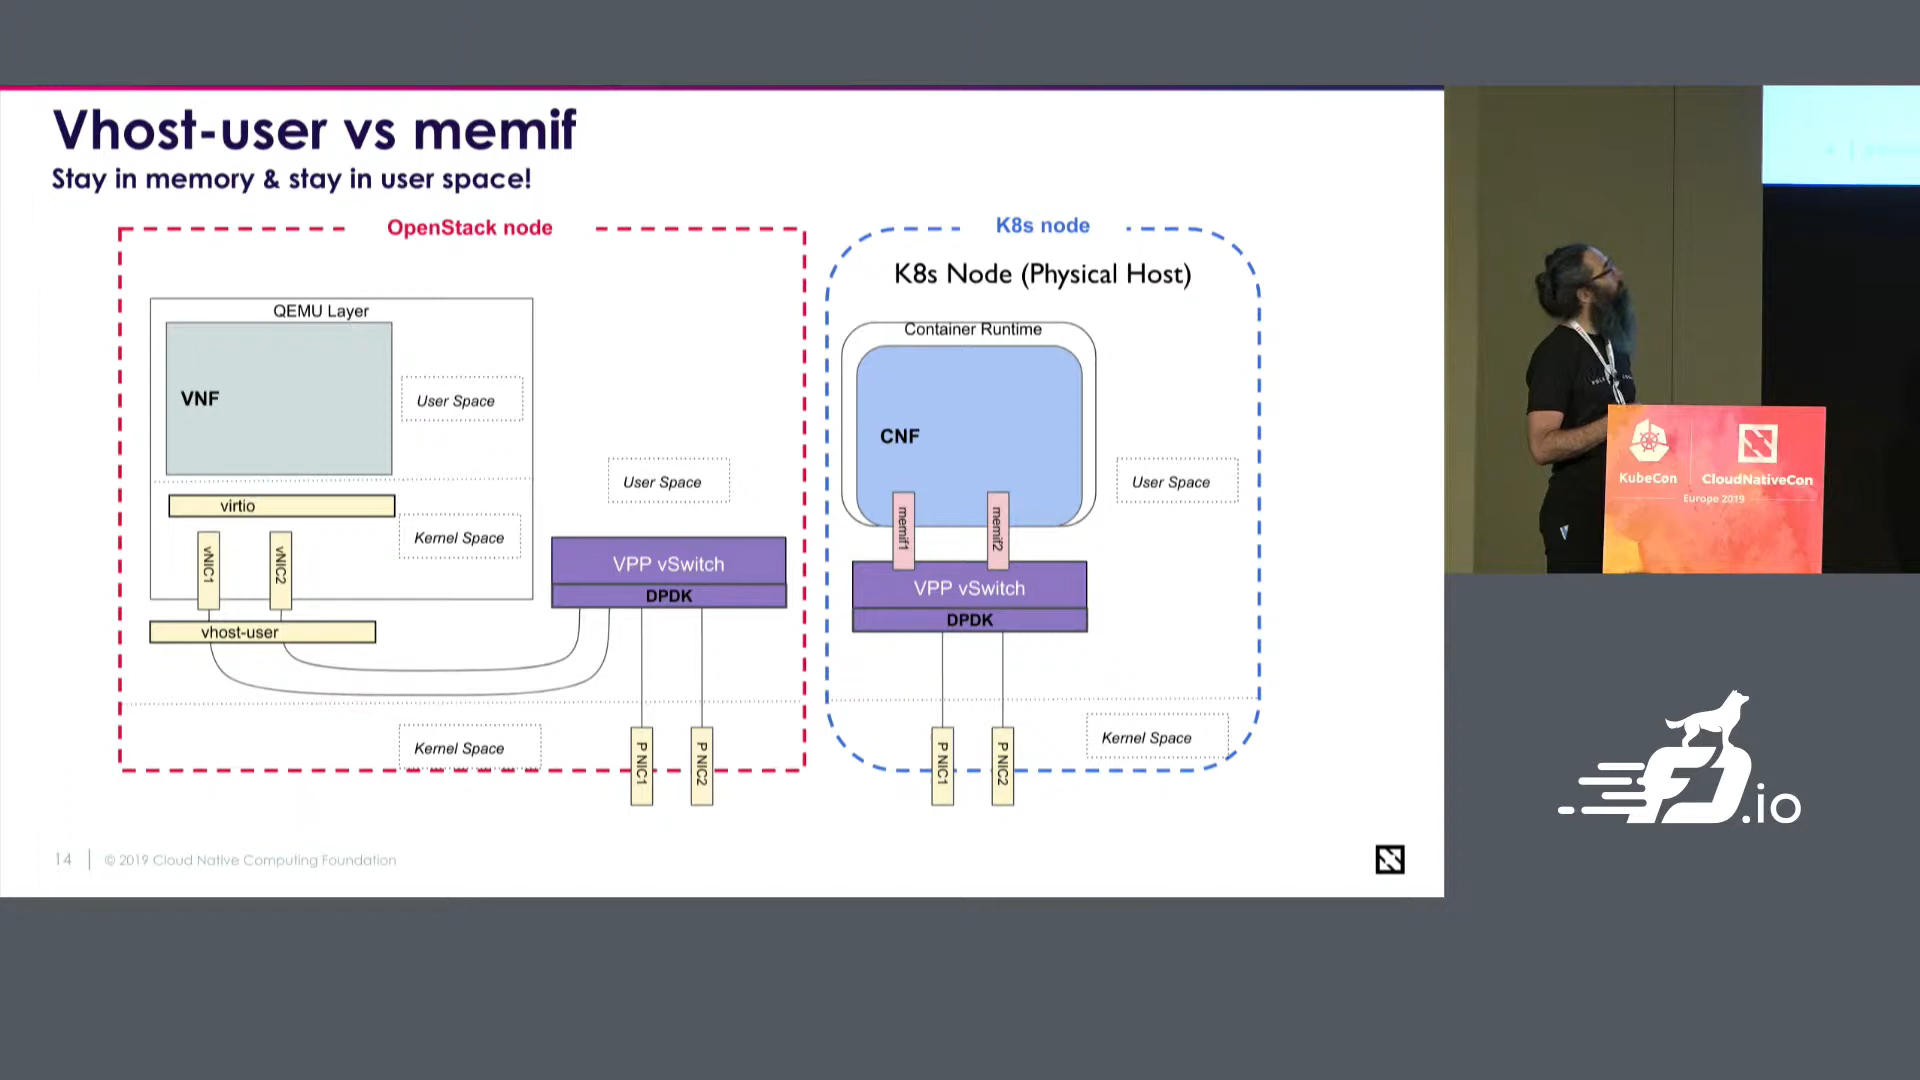 Vhost-user vs memif
Stay in memory & stay in user space!
OpenStack node
QEMU Layer
VNF
User Space
virtio
Kernel Space
vNIC1
vNIC2
vhost-user
User Space
VPP vSwitch
DPDK
Kernel Space
P NIC1
P NIC2
K8s node
K8s Node (Physical Host)
Container Runtime
CNF
User Space
memif1
memif2
VPP vSwitch
DPDK
Kernel Space
P NIC1
P NIC2
14
© 2019 Cloud Native Computing Foundation
KubeCon
CloudNativeCon
Europe 2019
FD.io